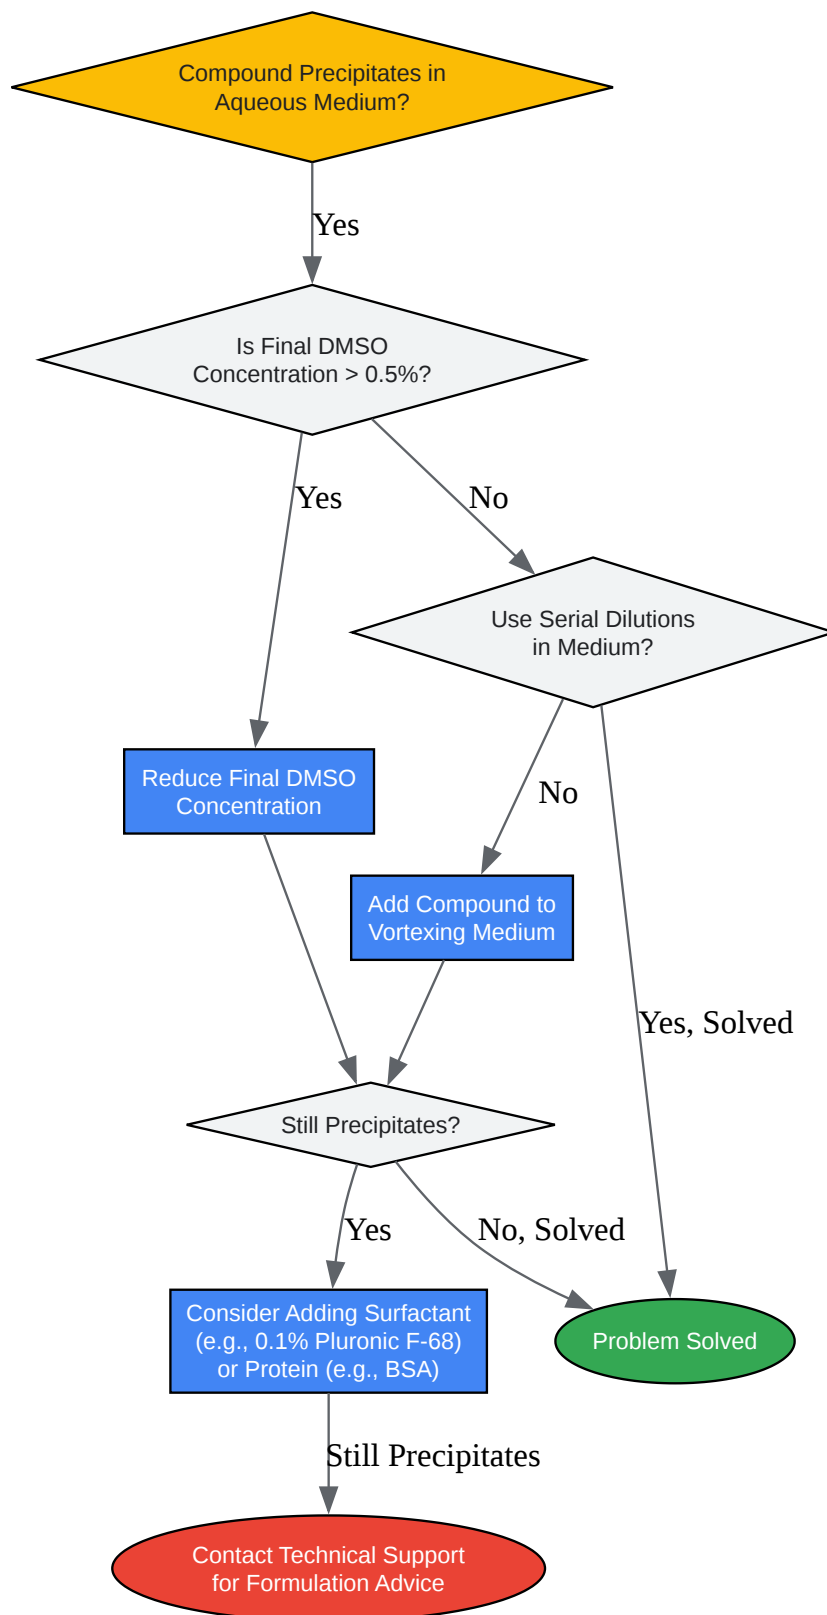 Compound Precipitates in
Aqueous Medium?
Yes
Is Final DMSO
Concentration > 0.5%?
Yes
No
Use Serial Dilutions
in Medium?
Reduce Final DMSO
Concentration
No
Add Compound to
Vortexing Medium
Yes, Solved
Still Precipitates?
Yes
No, Solved
Consider Adding Surfactant
(e.g., 0.1% Pluronic F-68)
or Protein (e.g., BSA)
Problem Solved
Still Precipitates
Contact Technical Support
for Formulation Advice